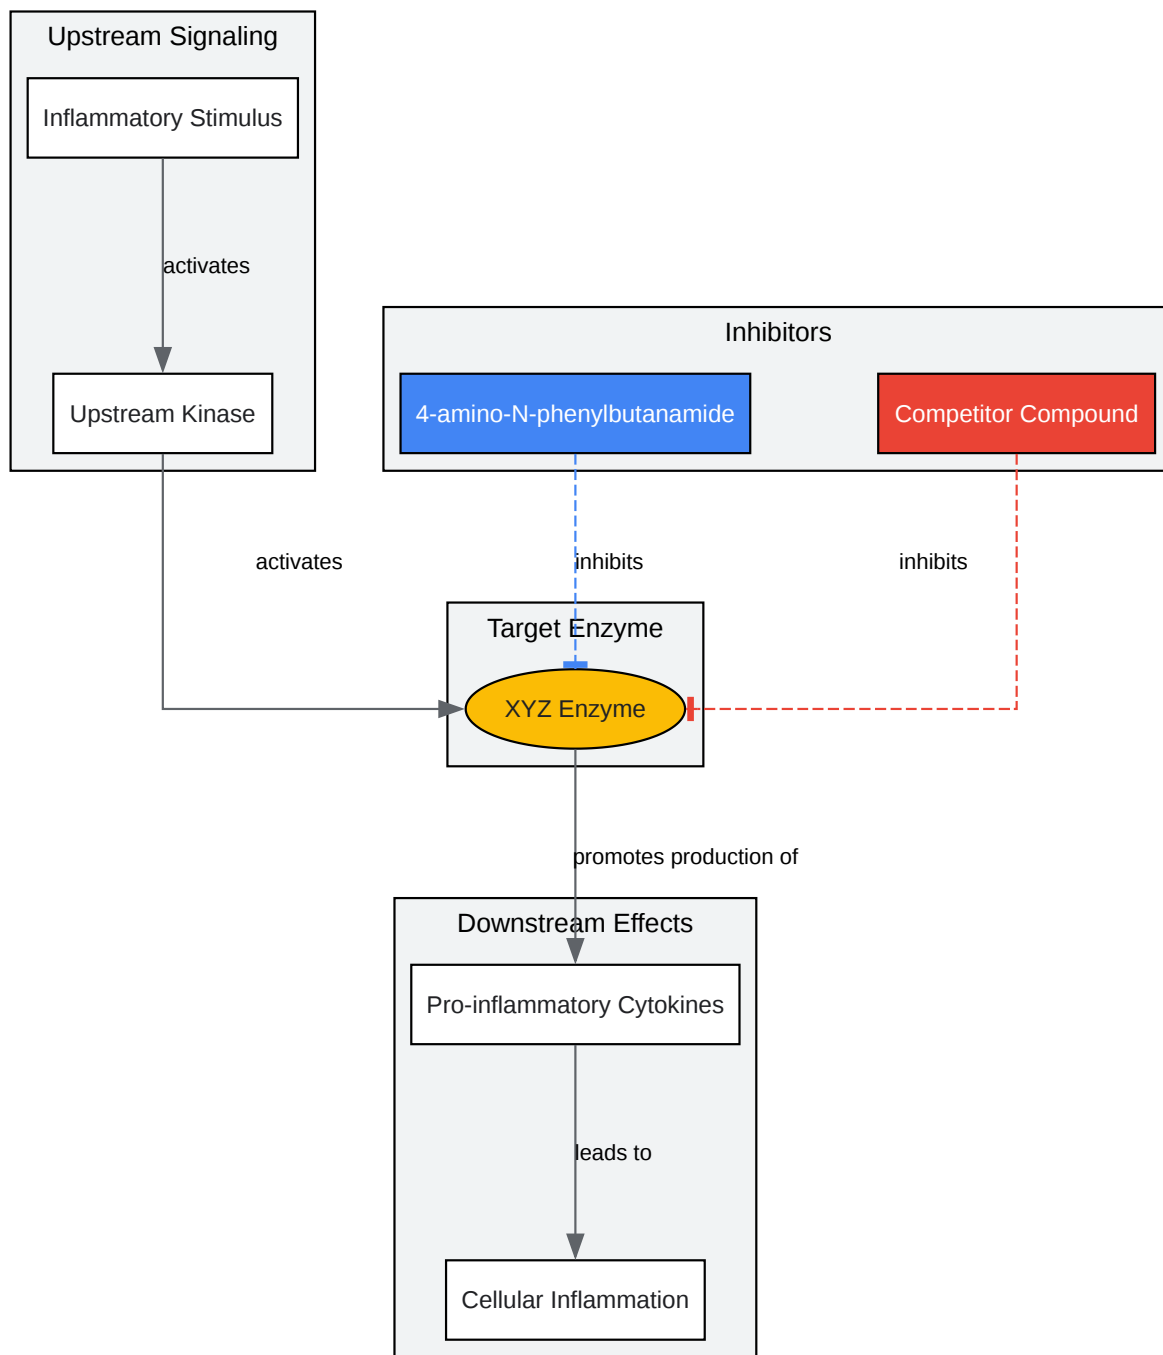 Upstream Signaling
Inflammatory Stimulus
activates
Upstream Kinase
Inhibitors
4-amino-N-phenylbutanamide
Competitor Compound
activates
inhibits
inhibits
Target Enzyme
XYZ Enzyme
promotes production of
Downstream Effects
Pro-inflammatory Cytokines
leads to
Cellular Inflammation